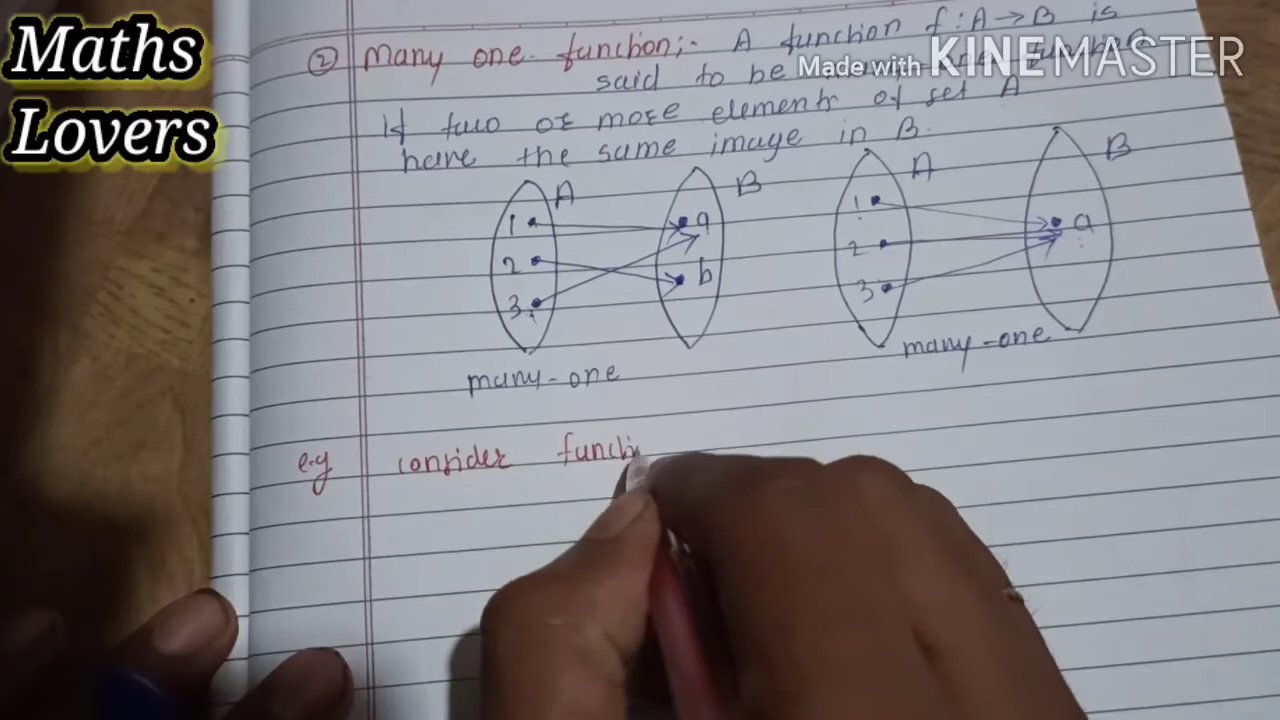 Maths
Lovers
② Many one function;- A function f: A → B is
said to be
Made with KINEMASTER
If two or more elements of set A
have the same image in B.
A B
1 a
2 b
3
many-one
A B
1 a
2
3
many-one
e.g consider functi